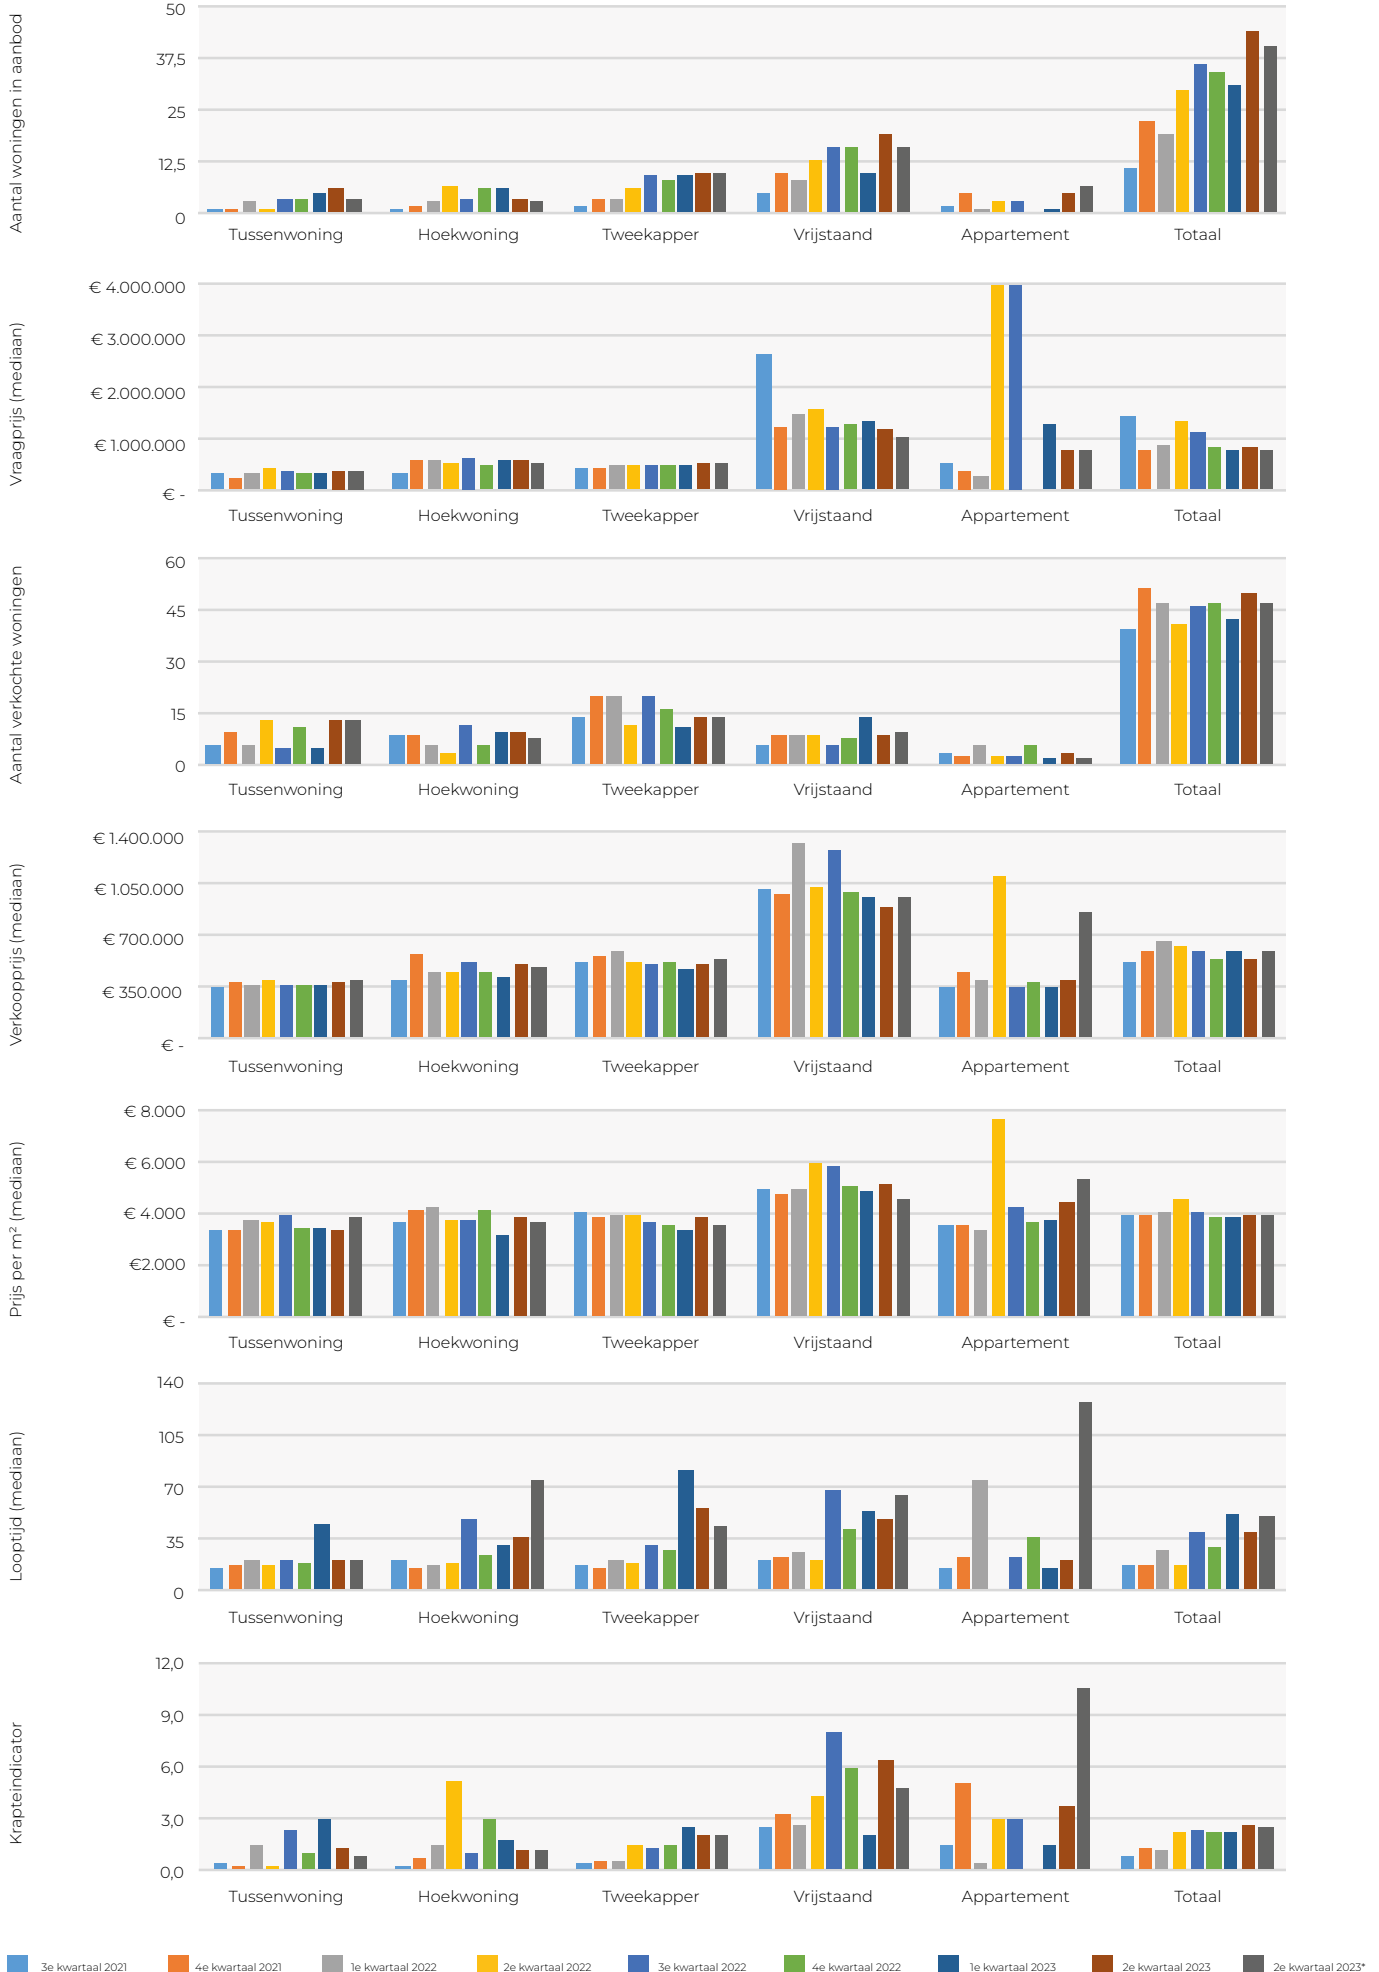 Aantal woningen in aanbod
50
37,5
25
12,5
0
Tussenwoning Hoekwoning Tweekapper Vrijstaand Appartement Totaal
Vraagprijs (mediaan)
€ 4.000.000
€ 3.000.000
€ 2.000.000
€ 1.000.000
€ -
Tussenwoning Hoekwoning Tweekapper Vrijstaand Appartement Totaal
Aantal verkochte woningen
60
45
30
15
0
Tussenwoning Hoekwoning Tweekapper Vrijstaand Appartement Totaal
Verkoopprijs (mediaan)
€ 1.400.000
€ 1.050.000
€ 700.000
€ 350.000
€ -
Tussenwoning Hoekwoning Tweekapper Vrijstaand Appartement Totaal
Prijs per m² (mediaan)
€ 8.000
€ 6.000
€ 4.000
€2.000
€ -
Tussenwoning Hoekwoning Tweekapper Vrijstaand Appartement Totaal
Looptijd (mediaan)
140
105
70
35
0
Tussenwoning Hoekwoning Tweekapper Vrijstaand Appartement Totaal
Krapteindicator
12,0
9,0
6,0
3,0
0,0
Tussenwoning Hoekwoning Tweekapper Vrijstaand Appartement Totaal
3e kwartaal 2021 4e kwartaal 2021 1e kwartaal 2022 2e kwartaal 2022 3e kwartaal 2022 4e kwartaal 2022 1e kwartaal 2023 2e kwartaal 2023 2e kwartaal 2023*